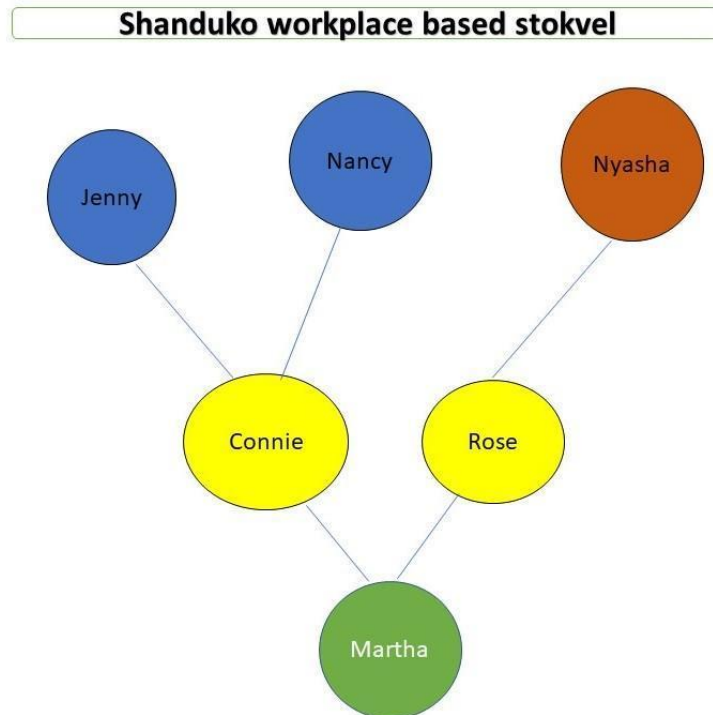 Shanduko workplace based stokvel
Jenny
Nancy
Nyasha
Connie
Rose
Martha